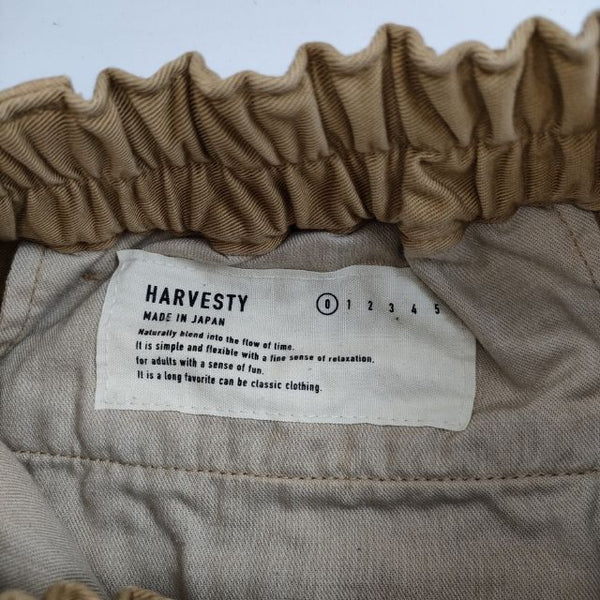 HARVESTY 0 1 2 3 4 5
MADE IN JAPAN
Naturally blend into the flow of time.
It is simple and flexible with a fine sense of relaxation,
for adults with a sense of fun.
It is a long favorite can be classic clothing.